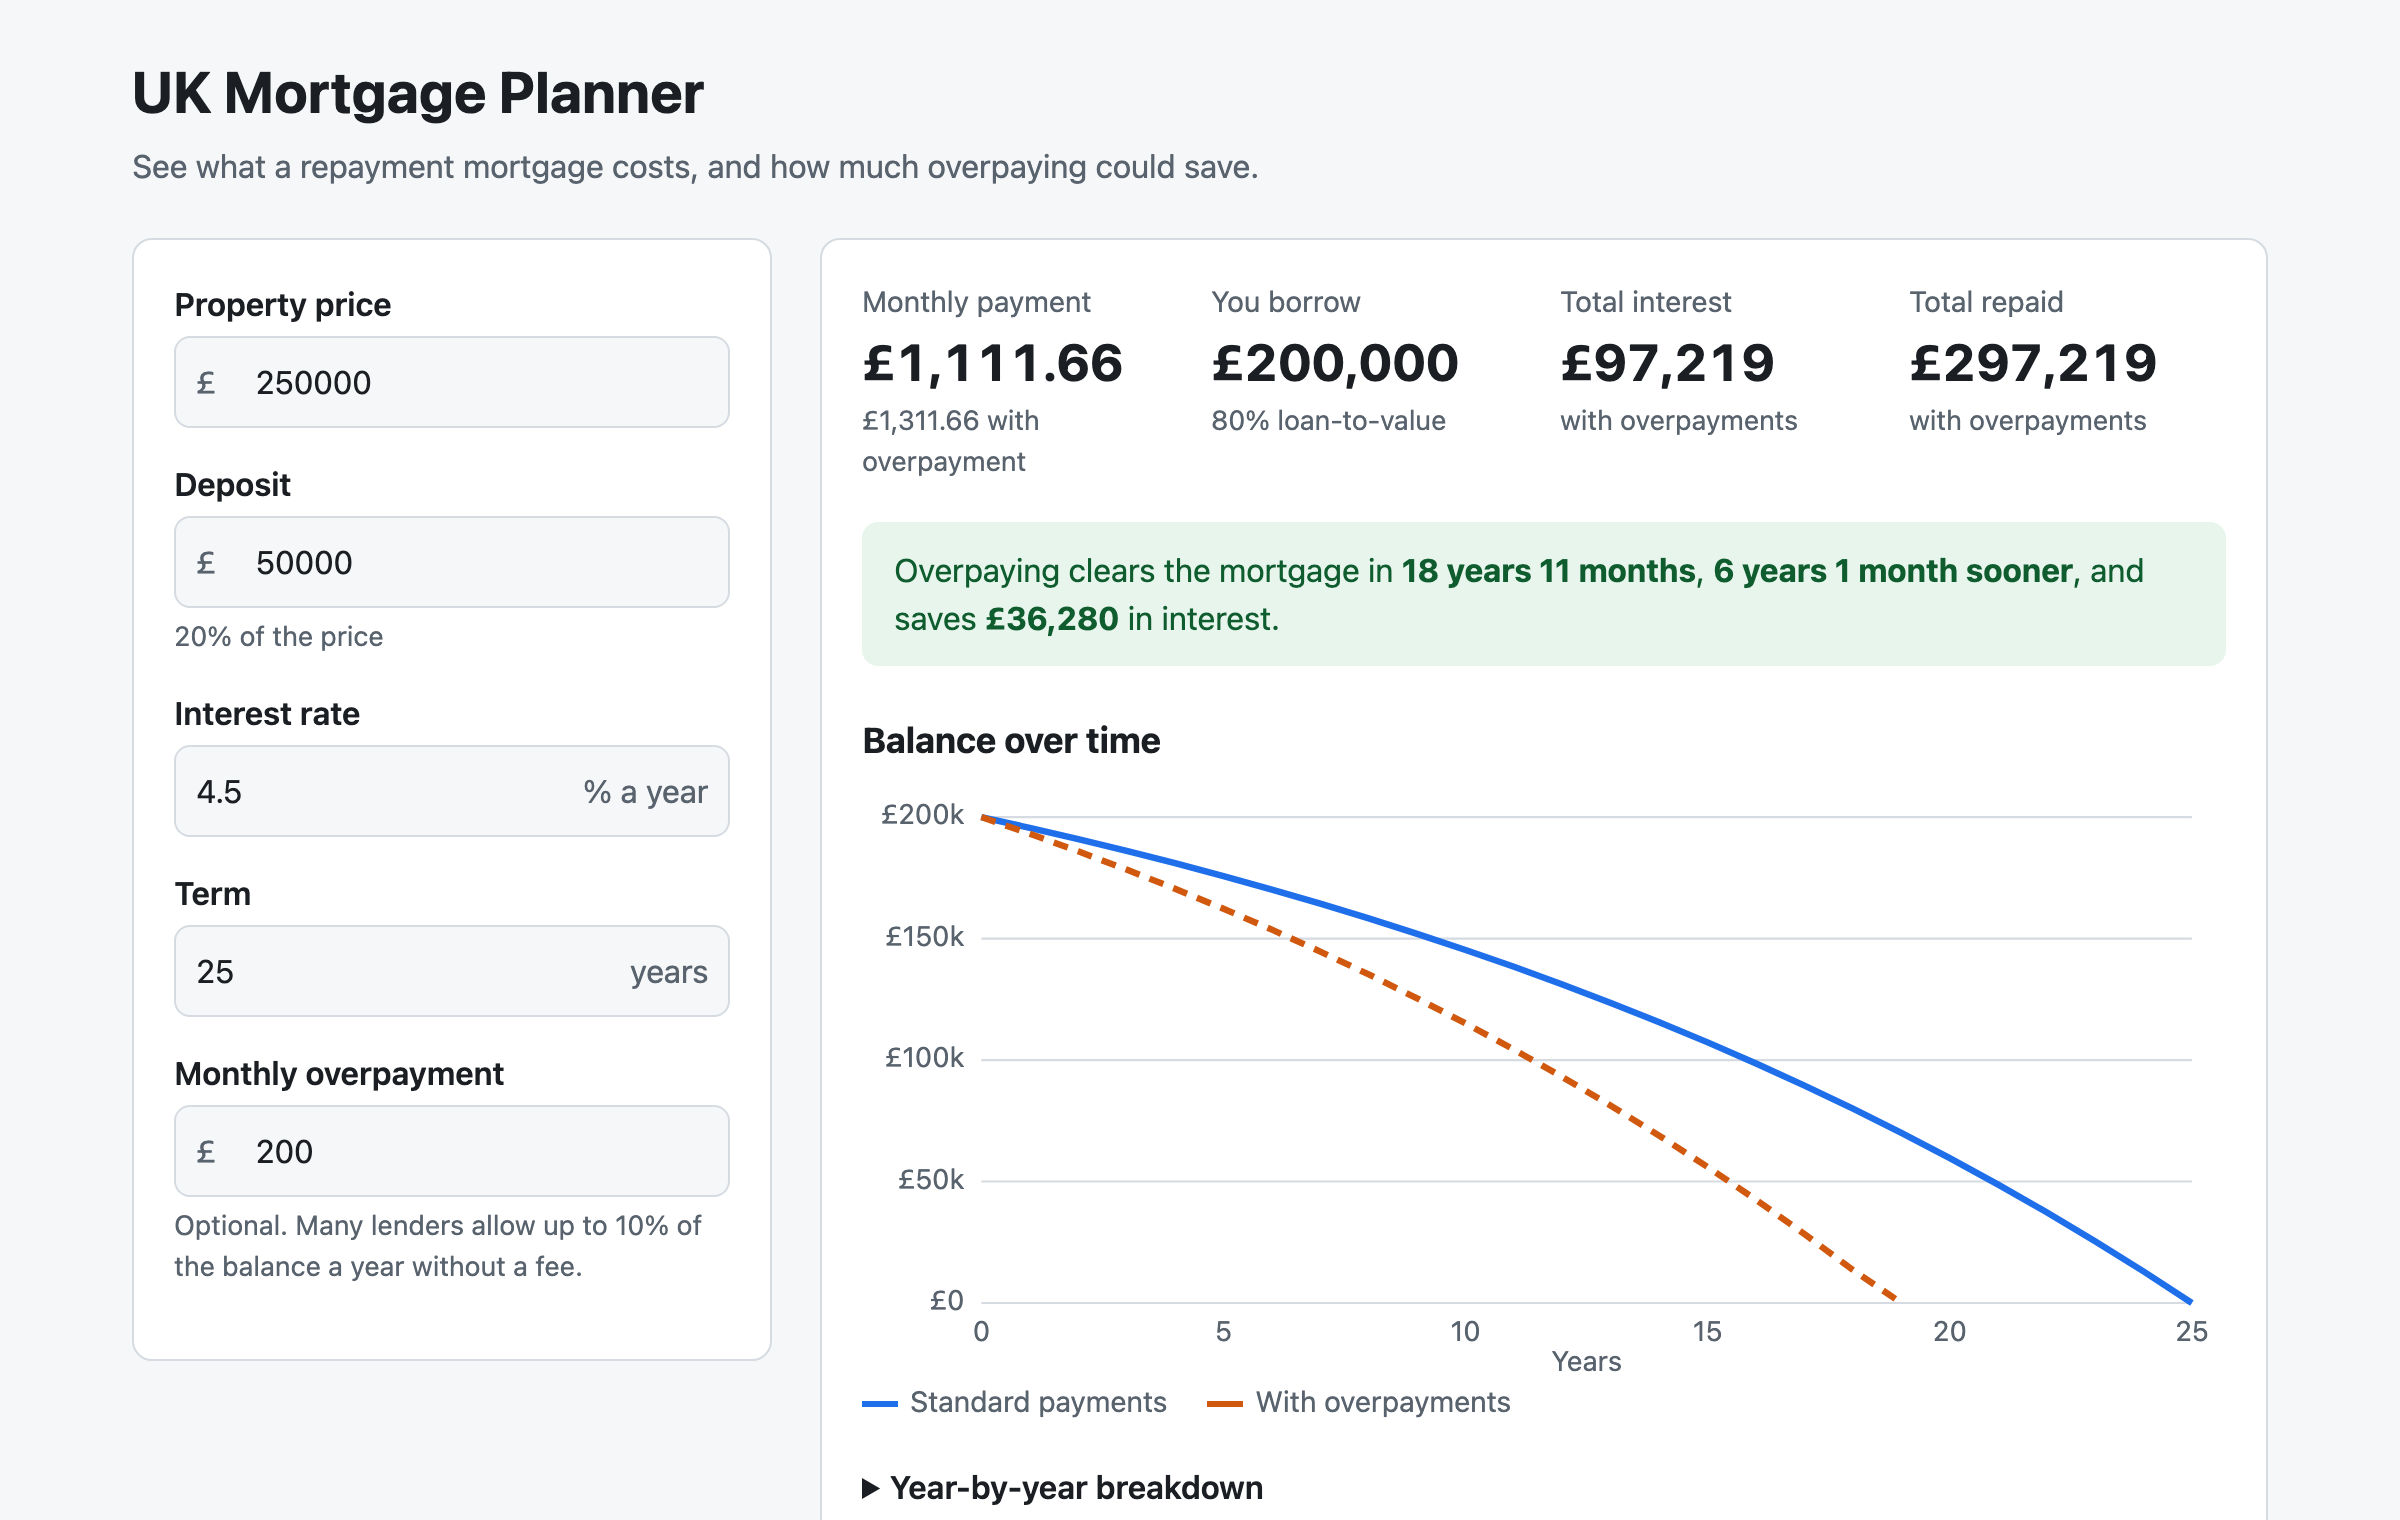 UK Mortgage Planner
See what a repayment mortgage costs, and how much overpaying could save.
Property price
£ 250000
Deposit
£ 50000
20% of the price
Interest rate
4.5 % a year
Term
25 years
Monthly overpayment
£ 200
Optional. Many lenders allow up to 10% of
the balance a year without a fee.
Monthly payment
£1,111.66
£1,311.66 with
overpayment
You borrow
£200,000
80% loan-to-value
Total interest
£97,219
with overpayments
Total repaid
£297,219
with overpayments
Overpaying clears the mortgage in 18 years 11 months, 6 years 1 month sooner, and
saves £36,280 in interest.
Balance over time
£200k
£150k
£100k
£50k
£0
0 5 10 15 20 25
Years
Standard payments With overpayments
Year-by-year breakdown